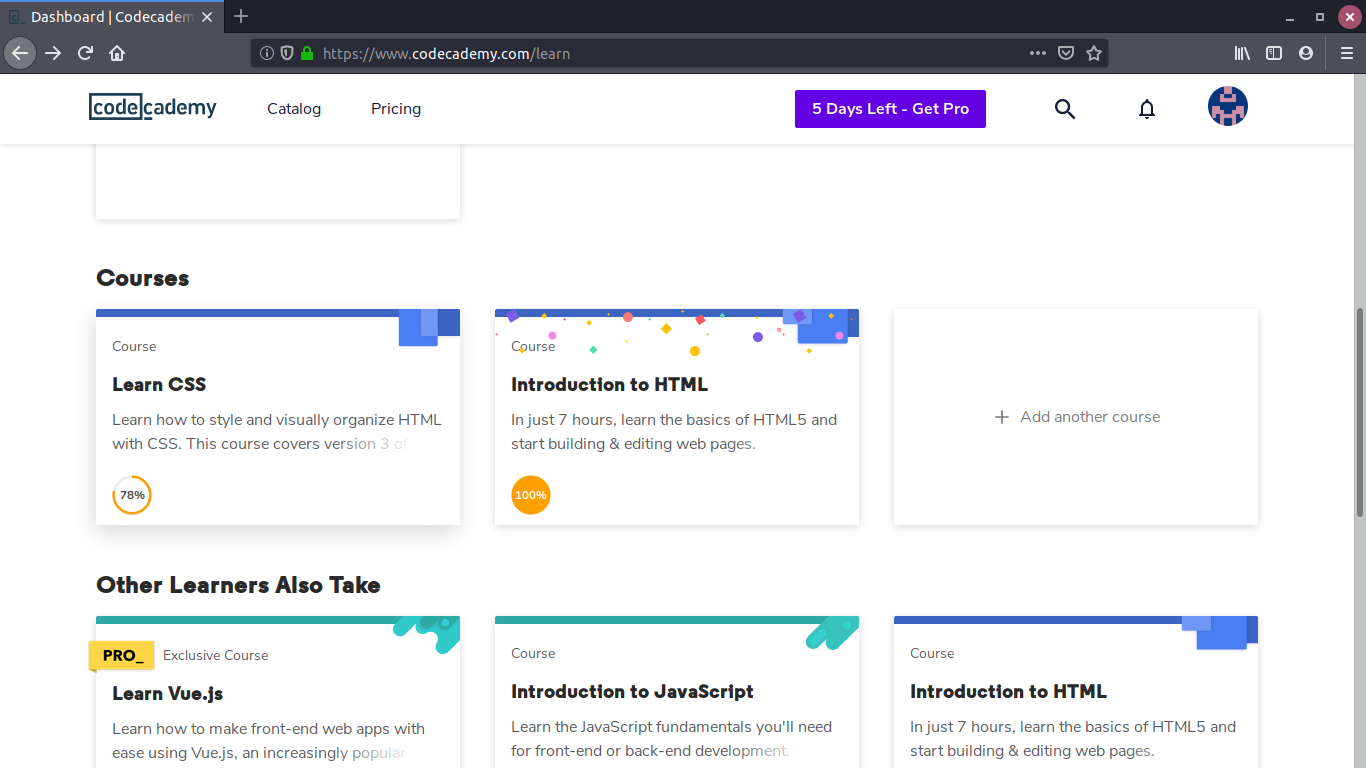 Dashboard | Codecadem
https://www.codecademy.com/learn
codecademy
Catalog
Pricing
5 Days Left - Get Pro
Courses
Course
Learn CSS
Learn how to style and visually organize HTML
with CSS. This course covers version 3 of
78%
Course
Introduction to HTML
In just 7 hours, learn the basics of HTML5 and
start building & editing web pages.
100%
+ Add another course
Other Learners Also Take
PRO_
Exclusive Course
Learn Vue.js
Learn how to make front-end web apps with
ease using Vue.js, an increasingly popular
Course
Introduction to JavaScript
Learn the JavaScript fundamentals you'll need
for front-end or back-end development.
Course
Introduction to HTML
In just 7 hours, learn the basics of HTML5 and
start building & editing web pages.